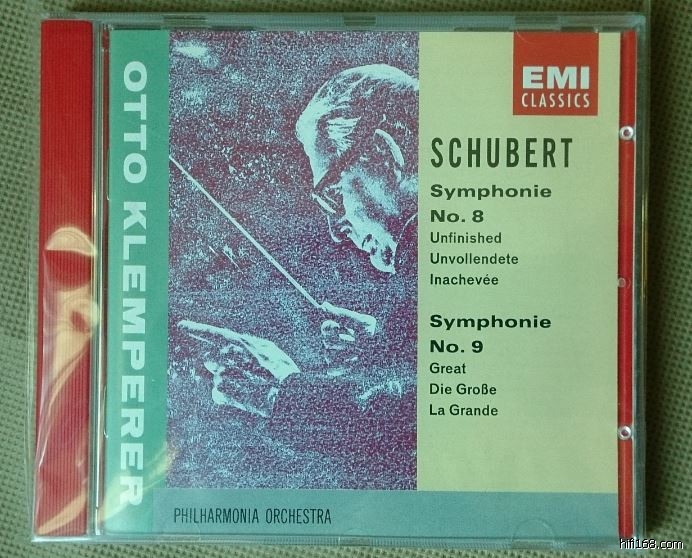 OTTO KLEMPERER
EMI
CLASSICS
SCHUBERT
Symphonie
No. 8
Unfinished
Unvollendete
Inachevée
Symphonie
No. 9
Great
Die Große
La Grande
PHILHARMONIA ORCHESTRA
hifi168.com